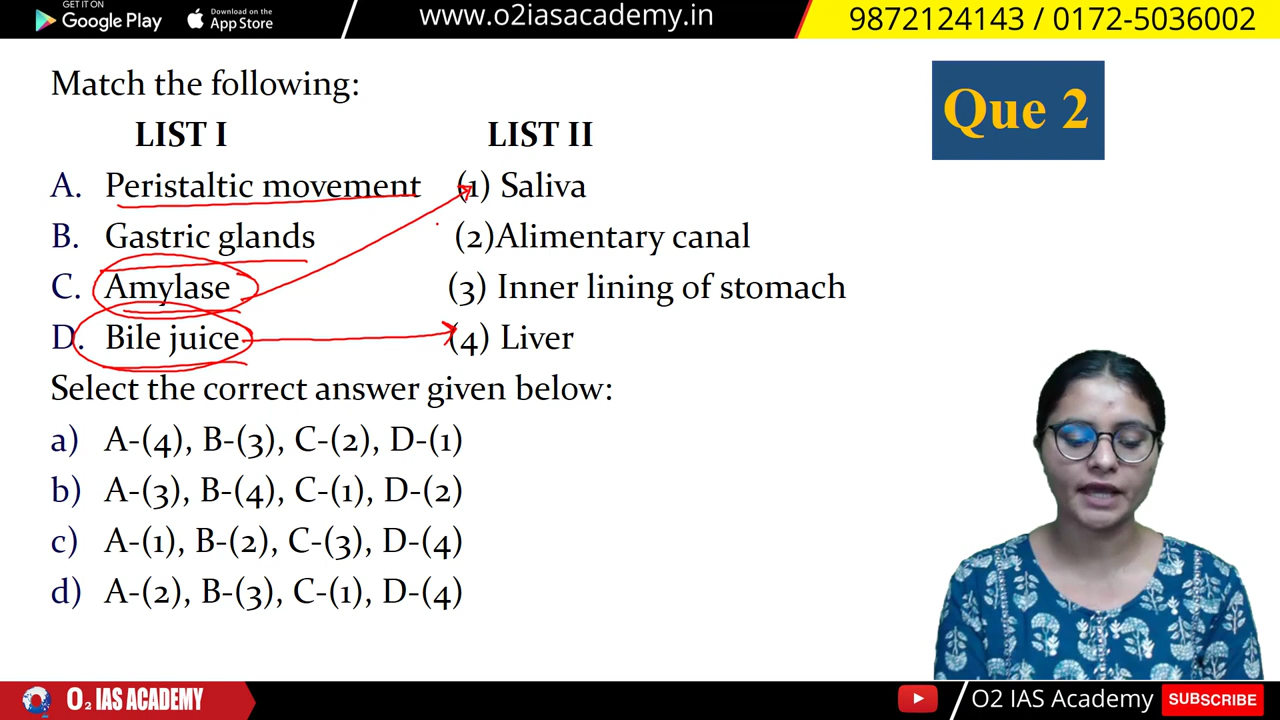 GET IT ON
Google Play
Download on the
App Store
www.o2iasacademy.in
9872124143 / 0172-5036002
Match the following:
Que 2
LIST I LIST II
A. Peristaltic movement (1) Saliva
B. Gastric glands (2)Alimentary canal
C. Amylase (3) Inner lining of stomach
D. Bile juice (4) Liver
Select the correct answer given below:
a) A-(4), B-(3), C-(2), D-(1)
b) A-(3), B-(4), C-(1), D-(2)
c) A-(1), B-(2), C-(3), D-(4)
d) A-(2), B-(3), C-(1), D-(4)
O2 IAS ACADEMY
O2 IAS Academy SUBSCRIBE